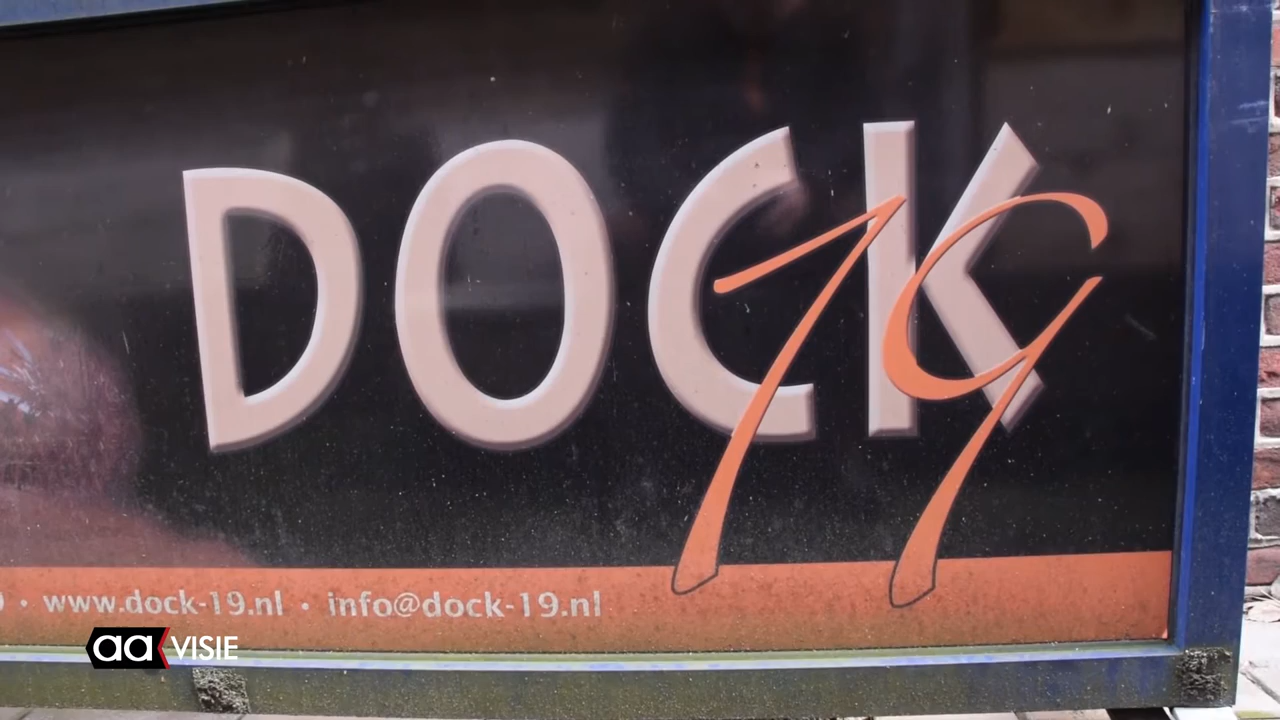 DOCK 19
• www.dock-19.nl • info@dock-19.nl
aa VISIE